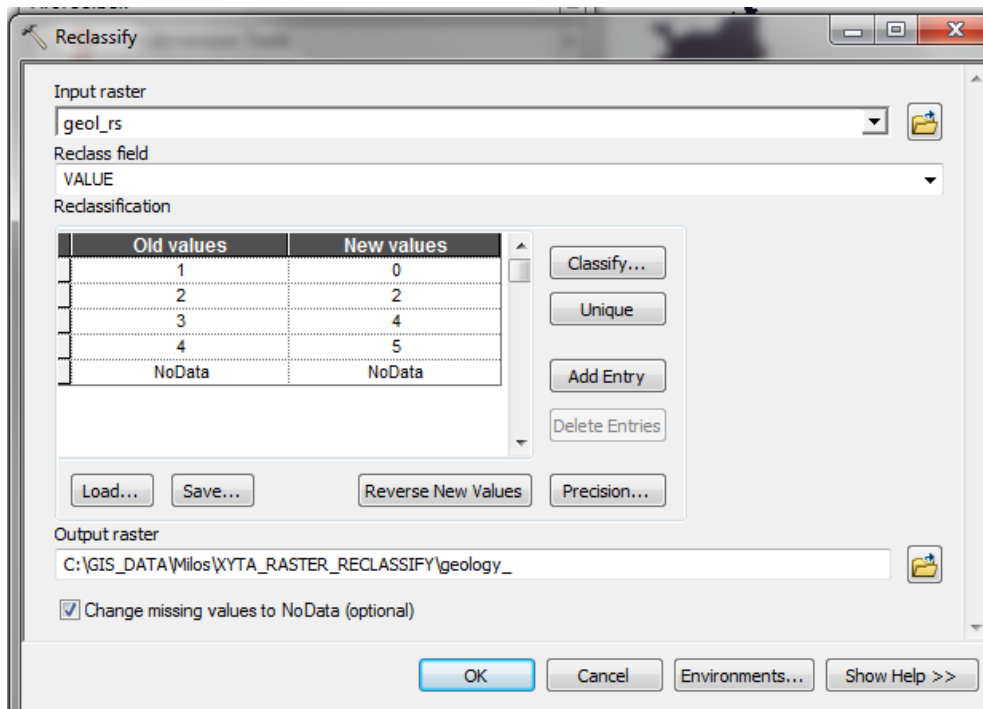 Reclassify
Input raster
geol_rs
Reclass field
VALUE
Reclassification
Old values New values
1 0
2 2
3 4
4 5
NoData NoData
Classify...
Unique
Add Entry
Delete Entries
Load... Save... Reverse New Values Precision...
Output raster
C:\GIS_DATA\Milos\XYTA_RASTER_RECLASSIFY\geology_
Change missing values to NoData (optional)
OK Cancel Environments... Show Help >>